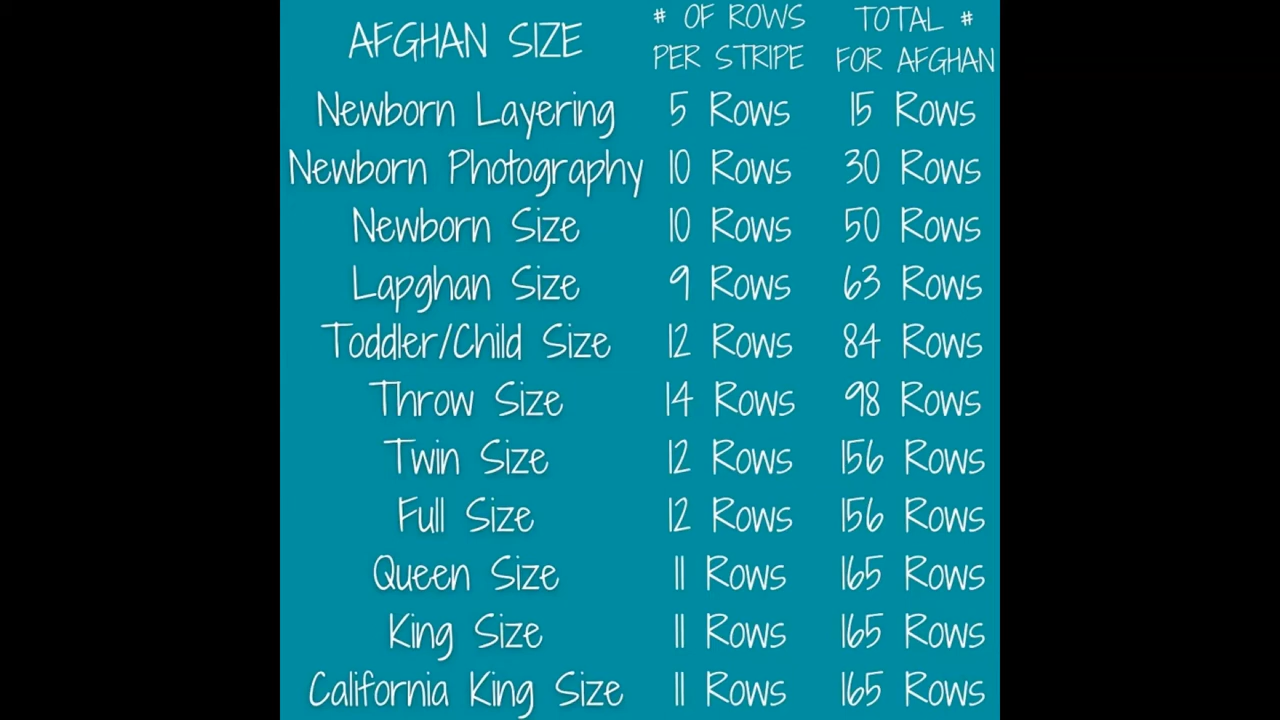 AFGHAN SIZE # OF ROWS PER STRIPE TOTAL # FOR AFGHAN
Newborn Layering 5 Rows 15 Rows
Newborn Photography 10 Rows 30 Rows
Newborn Size 10 Rows 50 Rows
Lapghan Size 9 Rows 63 Rows
Toddler/Child Size 12 Rows 84 Rows
Throw Size 14 Rows 98 Rows
Twin Size 12 Rows 156 Rows
Full Size 12 Rows 156 Rows
Queen Size 11 Rows 165 Rows
King Size 11 Rows 165 Rows
California King Size 11 Rows 165 Rows